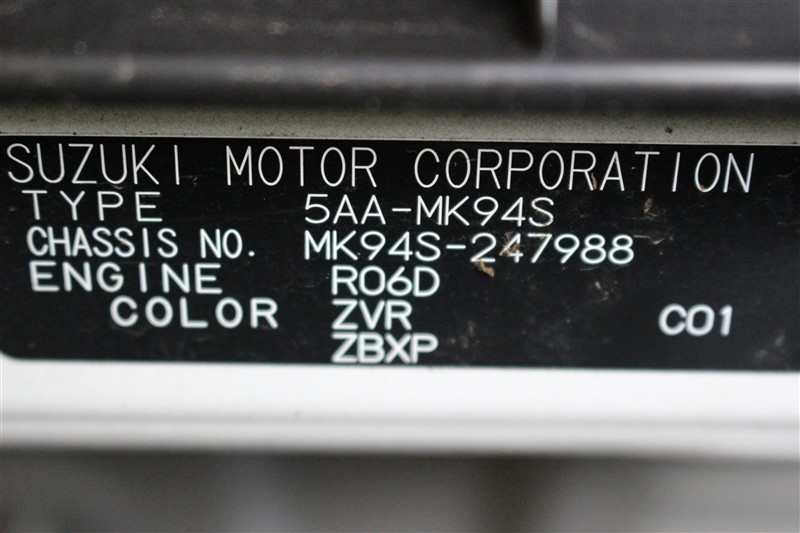 SUZUKI MOTOR CORPORATION
TYPE 5AA-MK94S
CHASSIS NO. MK94S-247988
ENGINE R06D
COLOR ZVR C01
ZBXP